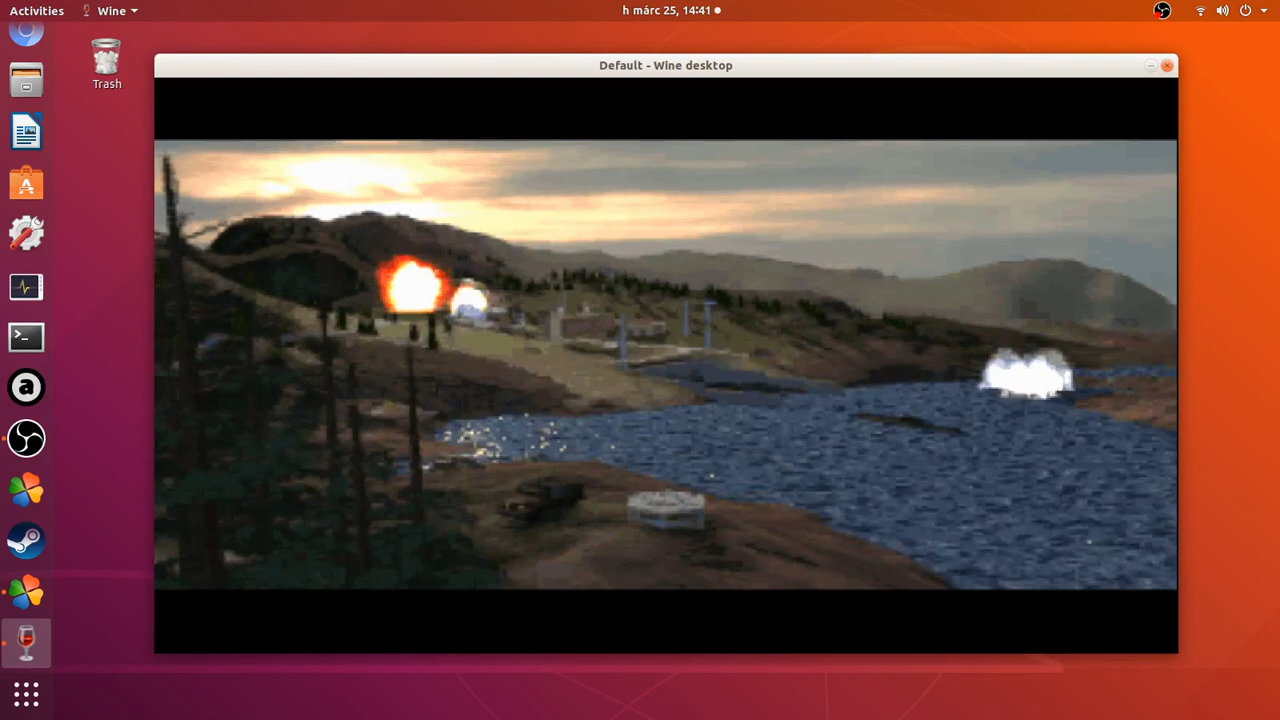 Activities
Wine
h márc 25, 14:41
Trash
Default - Wine desktop